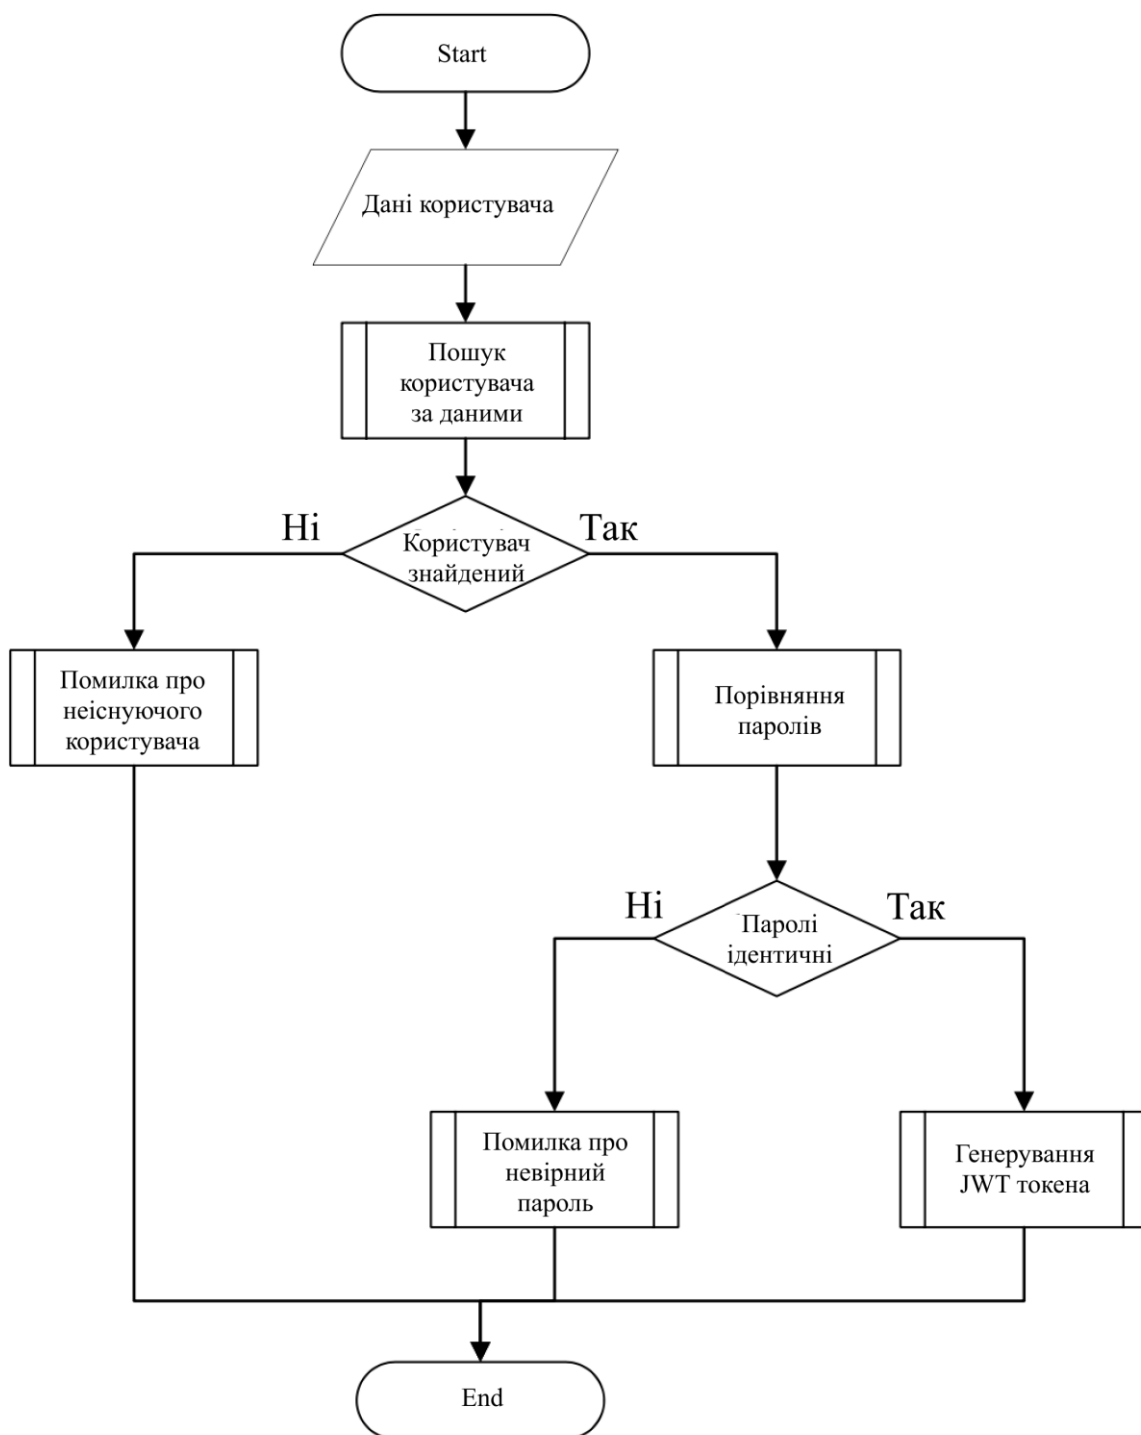 Start
Дані користувача
Пошук
користувача
за даними
Ні
Так
Користувач
знайдений
Помилка про
неіснуючого
користувача
Порівняння
паролів
Ні
Так
Паролі
ідентичні
Помилка про
невірний
пароль
Генерування
JWT токена
End